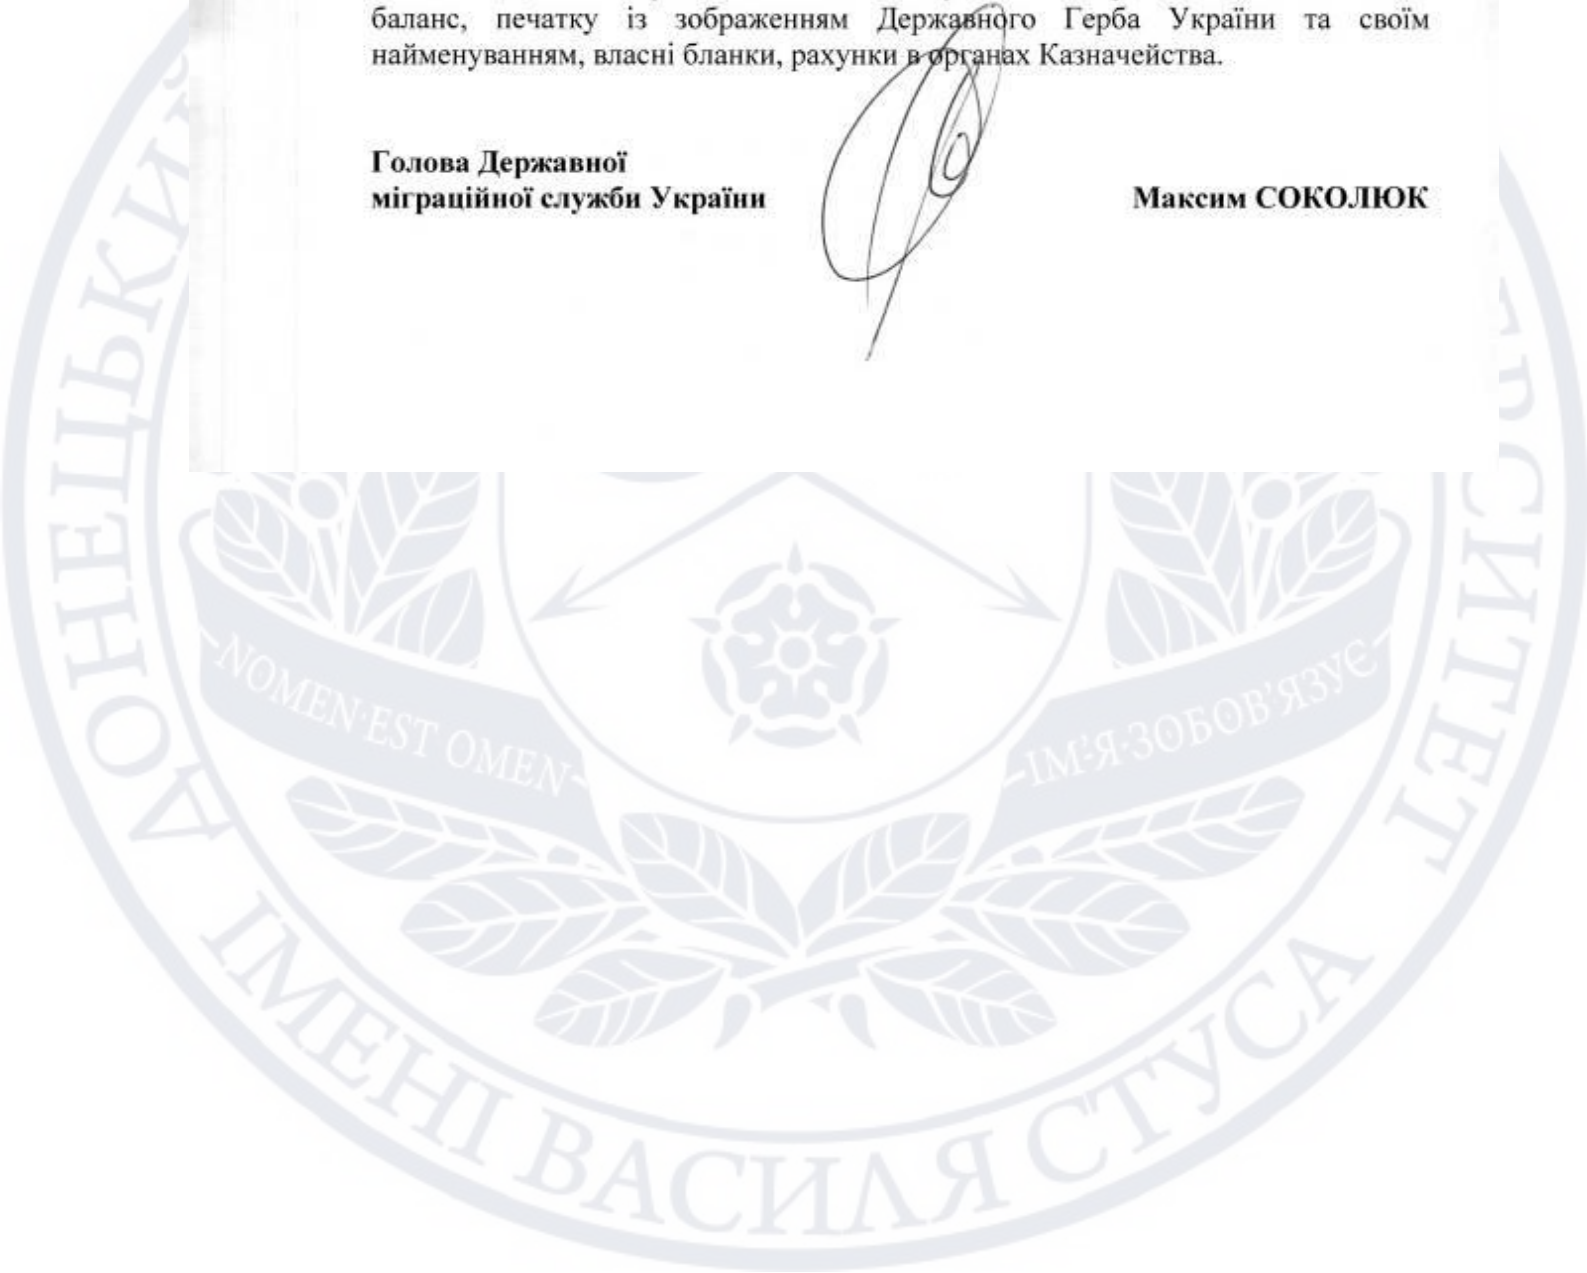 баланс, печатку із зображенням Державного Герба України та своїм
найменуванням, власні бланки, рахунки в органах Казначейства.
Голова Державної
міграційної служби України
Максим СОКОЛЮК
NOMEN EST OMEN
ІМ'Я ЗОБОВ'ЯЗУЄ
ДОНЕЦЬКИЙ
ІМЕНІ ВАСИЛЯ СТУСА